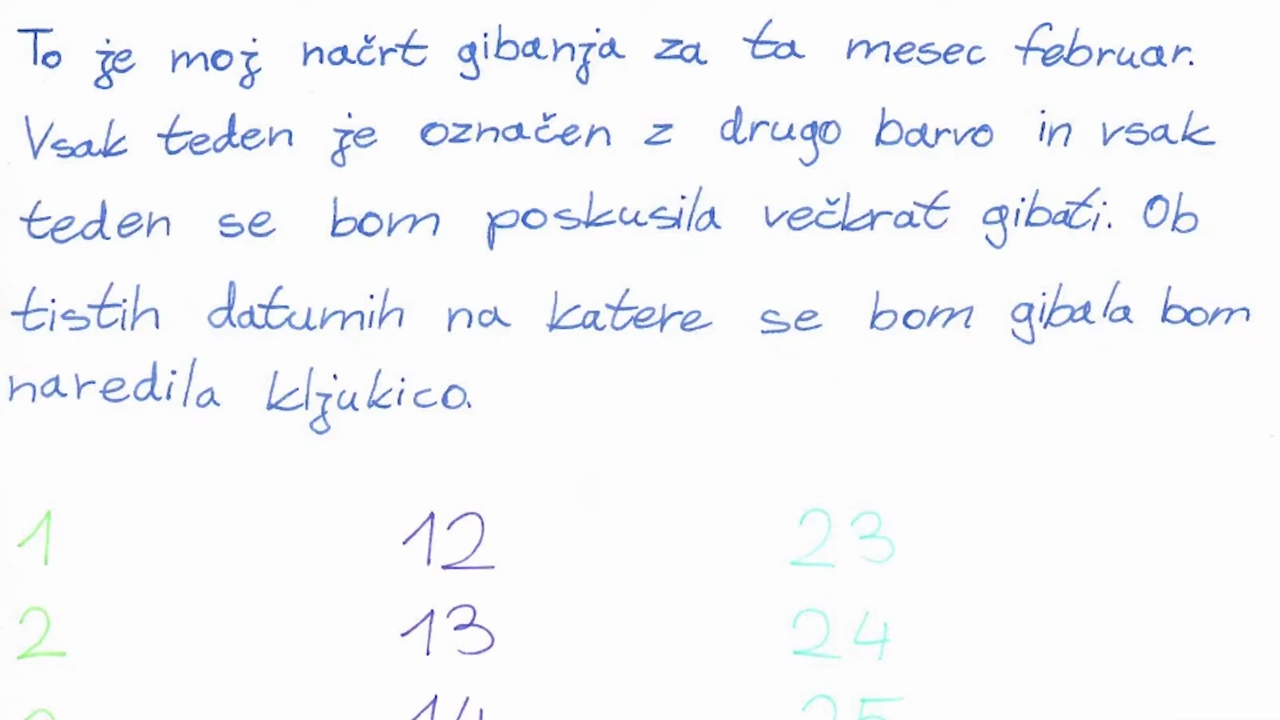 To je moj načrt gibanja za ta mesec februar.
Vsak teden je označen z drugo barvo in vsak
teden se bom poskusila večkrat gibati. Ob
tistih datumih na katere se bom gibala bom
naredila kljukico.
1 12 23
2 13 24
14 25